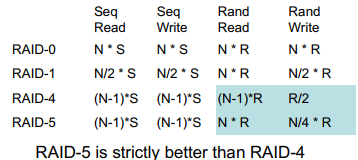 Seq Seq Rand Rand
Read Write Read Write
RAID-0 N * S N * S N * R N * R
RAID-1 N/2 * S N/2 * S N * R N/2 * R
RAID-4 (N-1)*S (N-1)*S (N-1)*R R/2
RAID-5 (N-1)*S (N-1)*S N * R N/4 * R
RAID-5 is strictly better than RAID-4